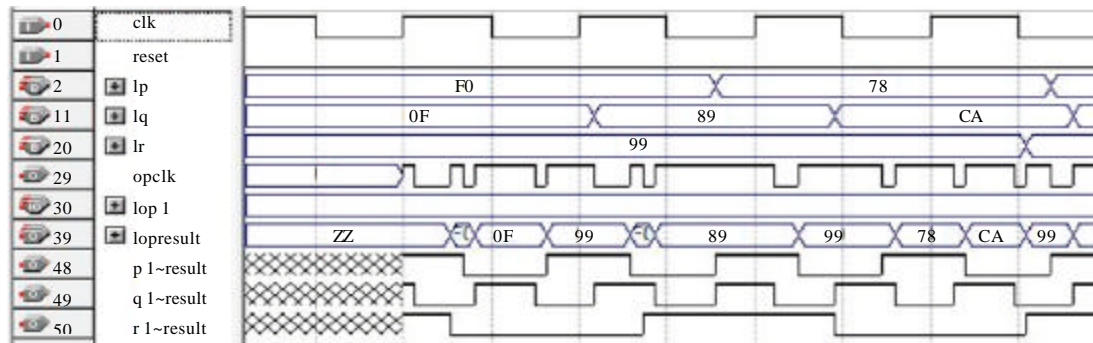 0 clk
1 reset
2 lp F0 78
11 lq 0F 89 CA
20 lr 99
29 opclk
30 lop 1
39 lopresult ZZ 0F 99 89 99 78 CA 99
48 p 1~result
49 q 1~result
50 r 1~result